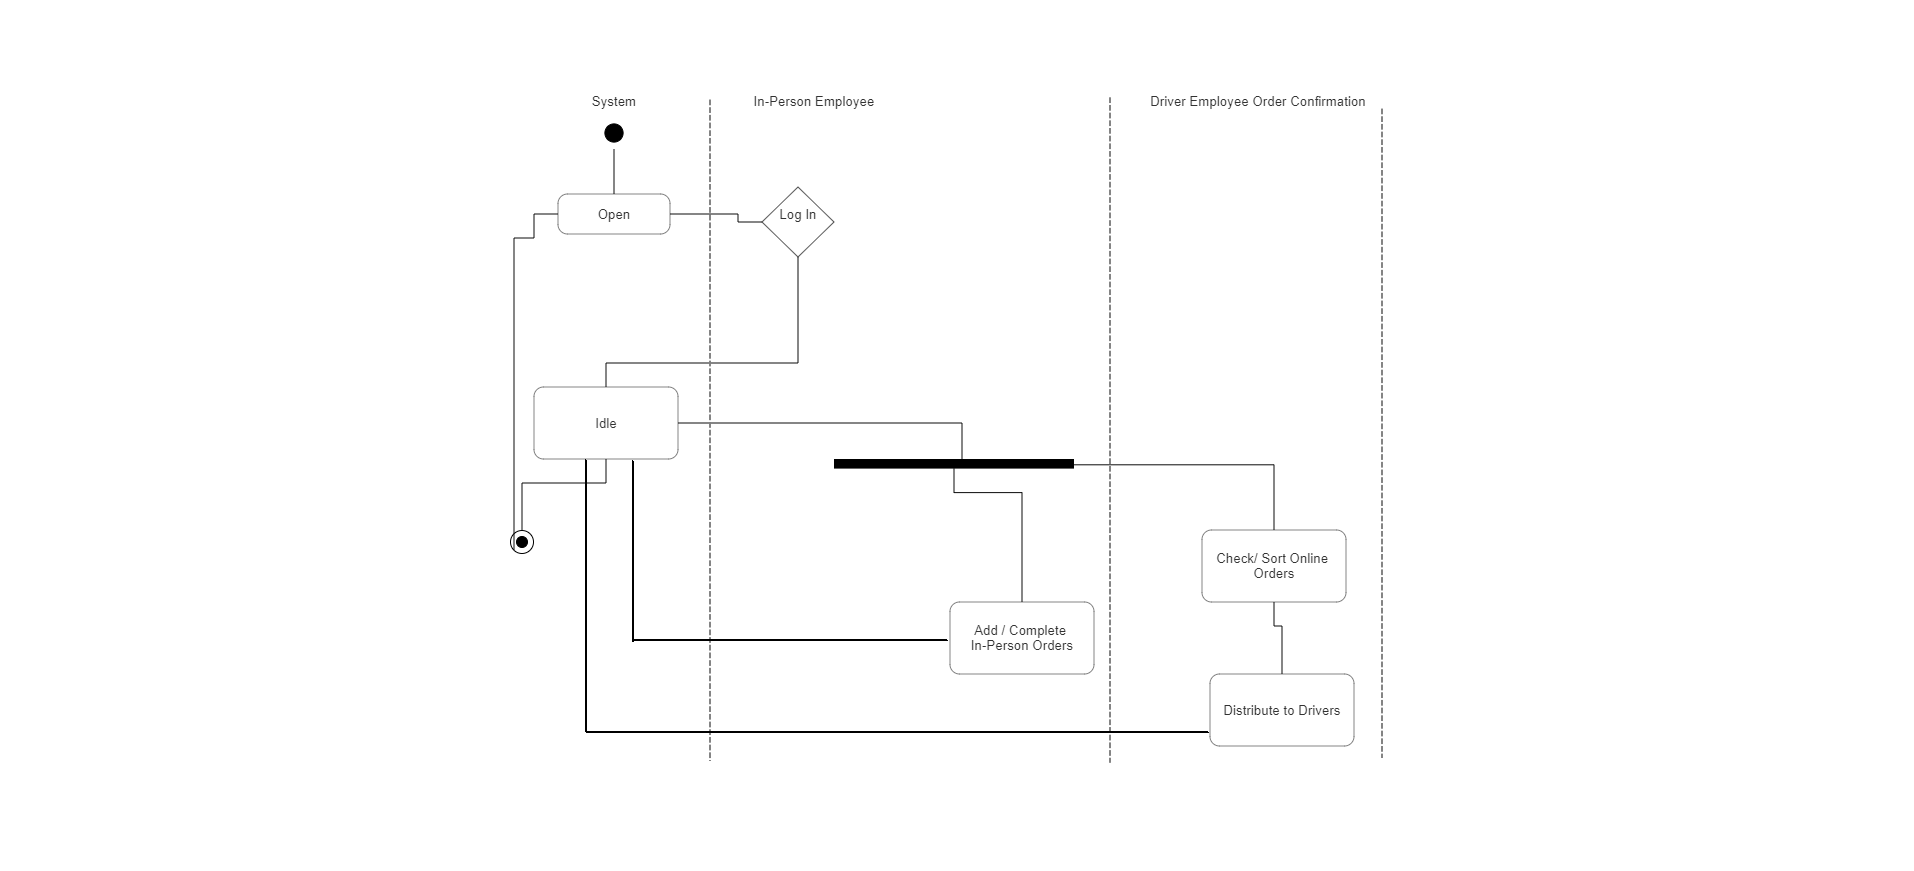 System
In-Person Employee
Driver Employee Order Confirmation
Open
Log In
Idle
Check/ Sort Online
Orders
Add / Complete
In-Person Orders
Distribute to Drivers